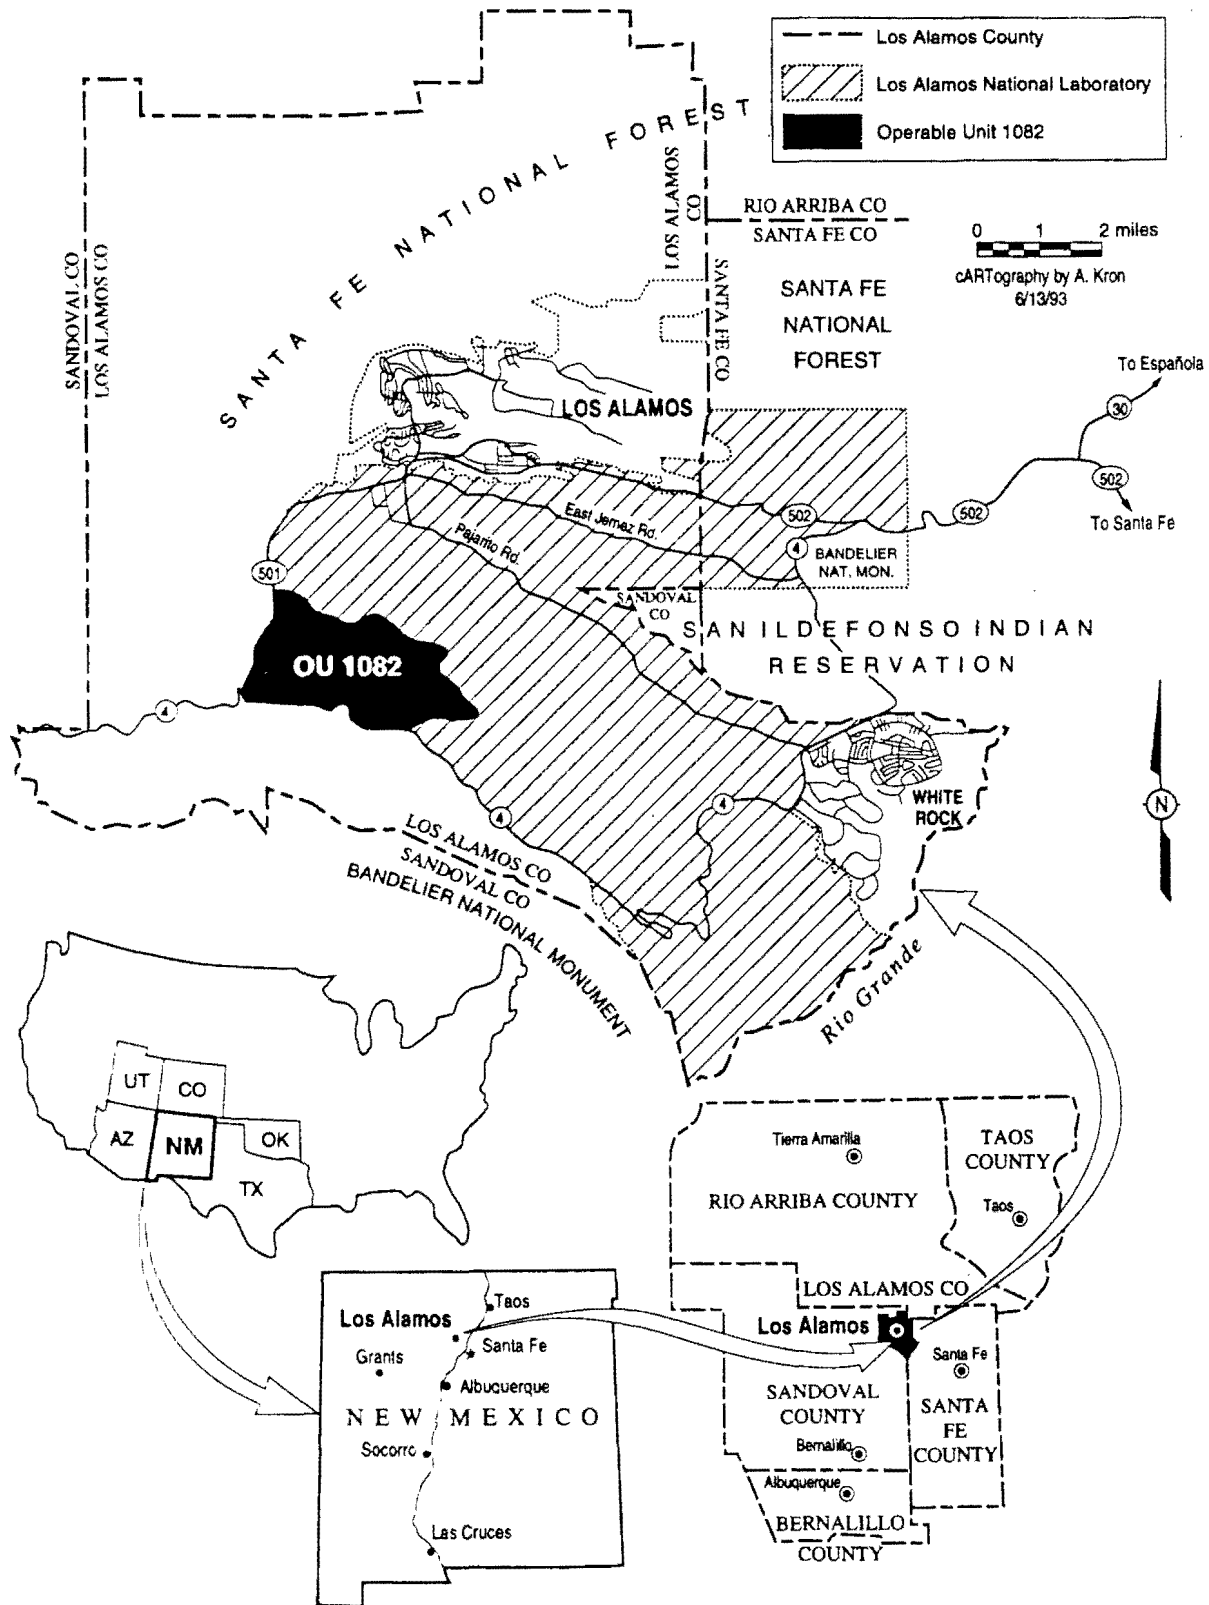 Los Alamos County
Los Alamos National Laboratory
Operable Unit 1082
SANTA FE NATIONAL FOREST
LOS ALAMOS
CO
RIO ARRIBA CO
SANTA FE CO
0 1 2 miles
cARTography by A. Kron
6/13/93
SANDOVAL CO
LOS ALAMOS CO
SANTA FE CO
SANTA FE
NATIONAL
FOREST
To Española
30
LOS ALAMOS
502
To Santa Fe
502
502
East Jemez Rd.
Pajarito Rd.
4
BANDELIER
NAT. MON.
501
SANDOVAL
CO
SAN ILDEFONSO INDIAN
RESERVATION
OU 1082
4
N
WHITE
ROCK
4
4
LOS ALAMOS CO
SANDOVAL CO
BANDELIER NATIONAL MONUMENT
Rio Grande
UT
CO
AZ
NM
OK
TX
Tierra Amarilla
TAOS
COUNTY
RIO ARRIBA COUNTY
Taos
LOS ALAMOS CO
Los Alamos
Santa Fe
SANDOVAL
COUNTY
SANTA
FE
COUNTY
Bernalillo
Albuquerque
BERNALILLO
COUNTY
Taos
Los Alamos
Santa Fe
Grants
Albuquerque
NEW MEXICO
Socorro
Las Cruces